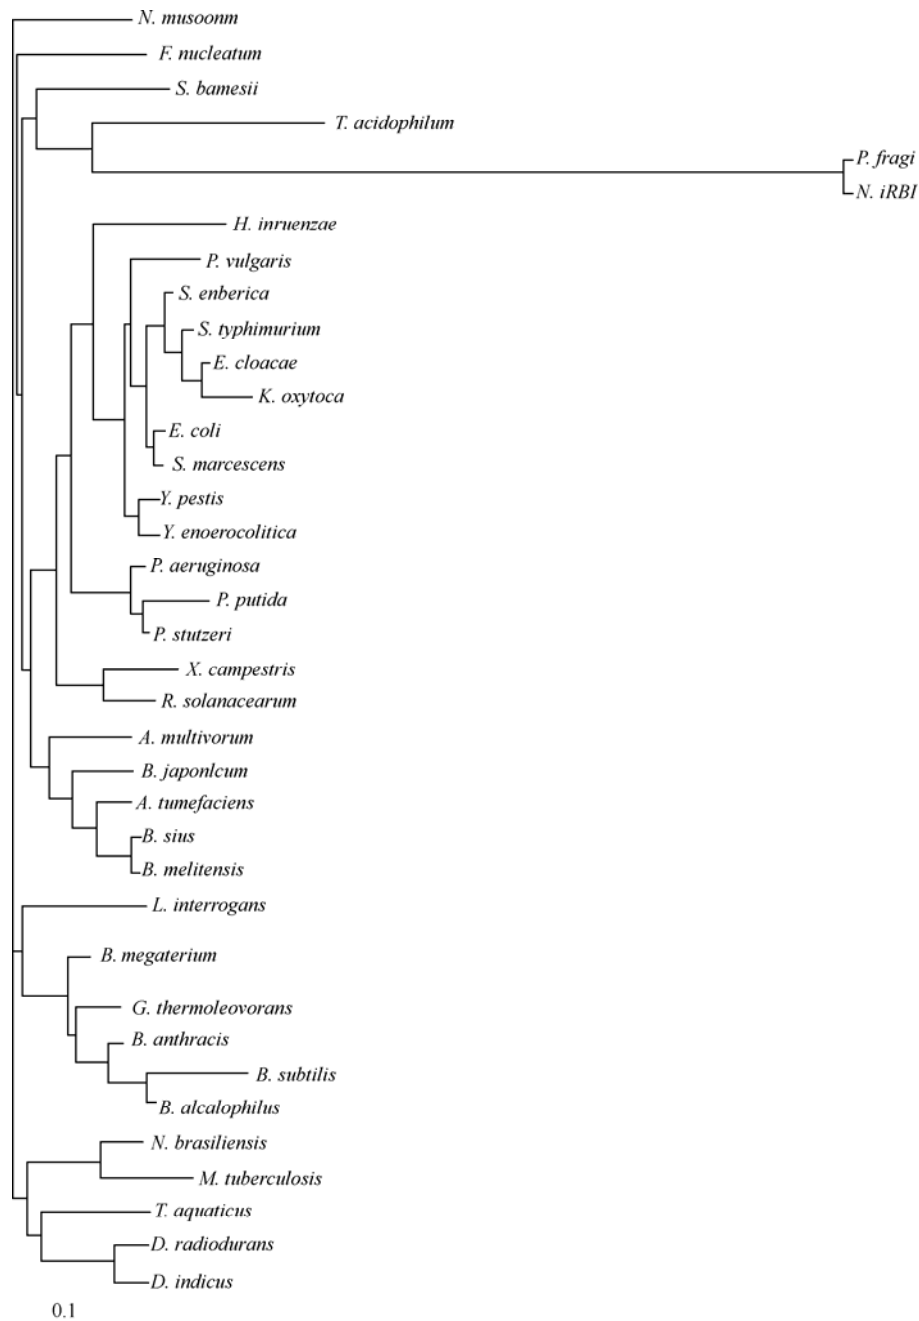 N. musoonm
F. nucleatum
S. bamesii
T. acidophilum
P. fragi
N. iRBI
H. inruenzae
P. vulgaris
S. enberica
S. typhimurium
E. cloacae
K. oxytoca
E. coli
S. marcescens
Y. pestis
Y. enoerocolitica
P. aeruginosa
P. putida
P. stutzeri
X. campestris
R. solanacearum
A. multivorum
B. japonlcum
A. tumefaciens
B. sius
B. melitensis
L. interrogans
B. megaterium
G. thermoleovorans
B. anthracis
B. subtilis
B. alcalophilus
N. brasiliensis
M. tuberculosis
T. aquaticus
D. radiodurans
D. indicus
0.1